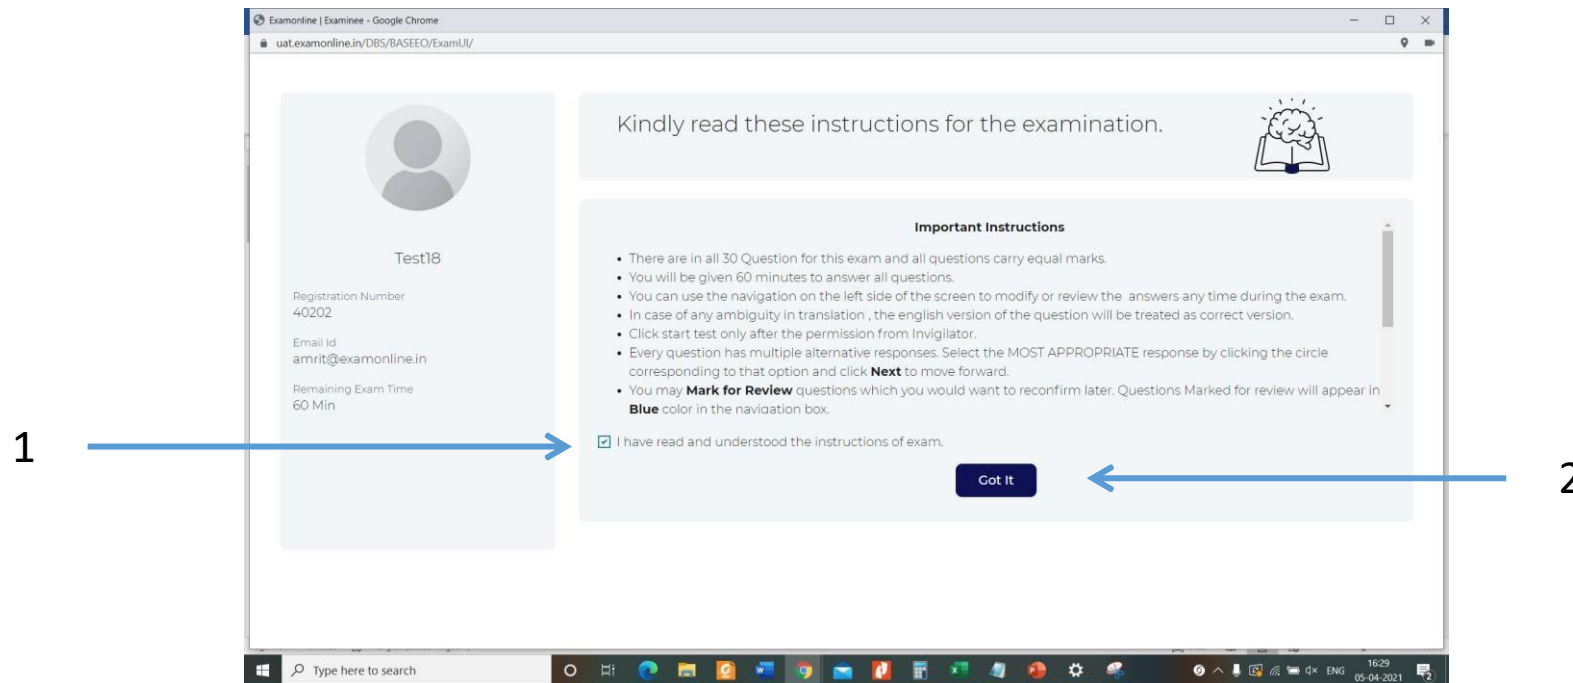 Examonline | Examinee - Google Chrome
uat.examonline.in/DBS/BASEEO/ExamUI/
Kindly read these instructions for the examination.
Test18
Registration Number
40202
Email Id
amrit@examonline.in
Remaining Exam Time
60 Min
Important Instructions
• There are in all 30 Question for this exam and all questions carry equal marks.
• You will be given 60 minutes to answer all questions.
• You can use the navigation on the left side of the screen to modify or review the answers any time during the exam.
• In case of any ambiguity in translation , the english version of the question will be treated as correct version.
• Click start test only after the permission from Invigilator.
• Every question has multiple alternative responses. Select the MOST APPROPRIATE response by clicking the circle
corresponding to that option and click Next to move forward.
• You may Mark for Review questions which you would want to reconfirm later. Questions Marked for review will appear in
Blue color in the navigation box.
1
I have read and understood the instructions of exam.
Got It
2
Type here to search
ENG
16:29
05-04-2021
2